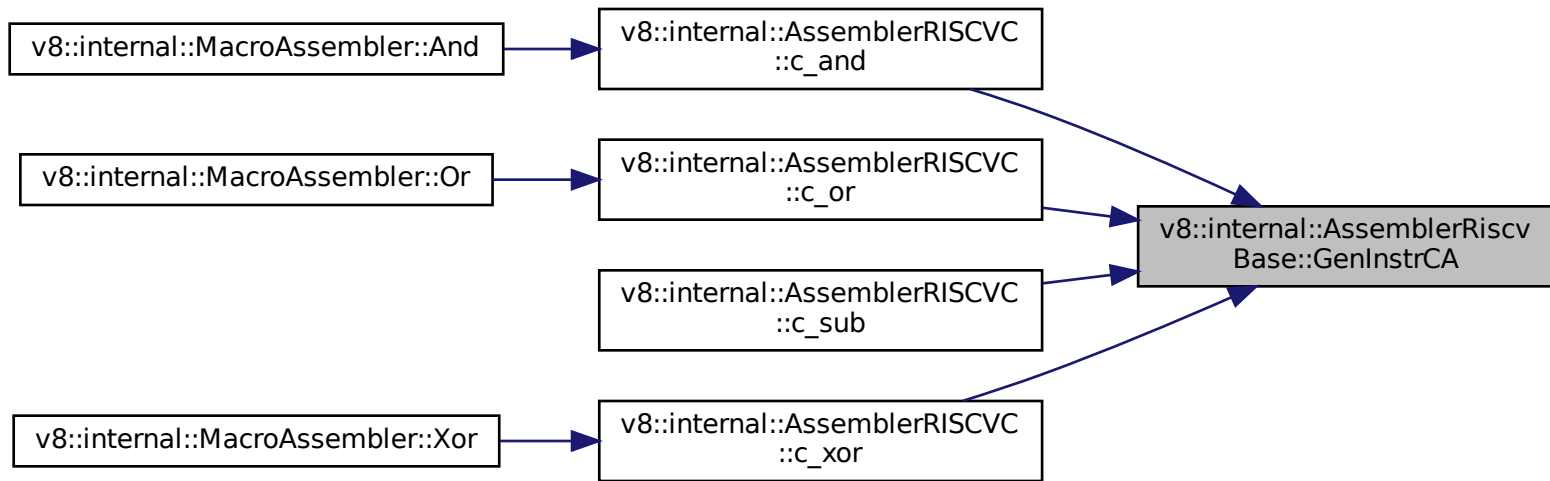 v8::internal::MacroAssembler::And
v8::internal::AssemblerRISCVC
::c_and
v8::internal::MacroAssembler::Or
v8::internal::AssemblerRISCVC
::c_or
v8::internal::AssemblerRiscv
Base::GenInstrCA
v8::internal::AssemblerRISCVC
::c_sub
v8::internal::MacroAssembler::Xor
v8::internal::AssemblerRISCVC
::c_xor